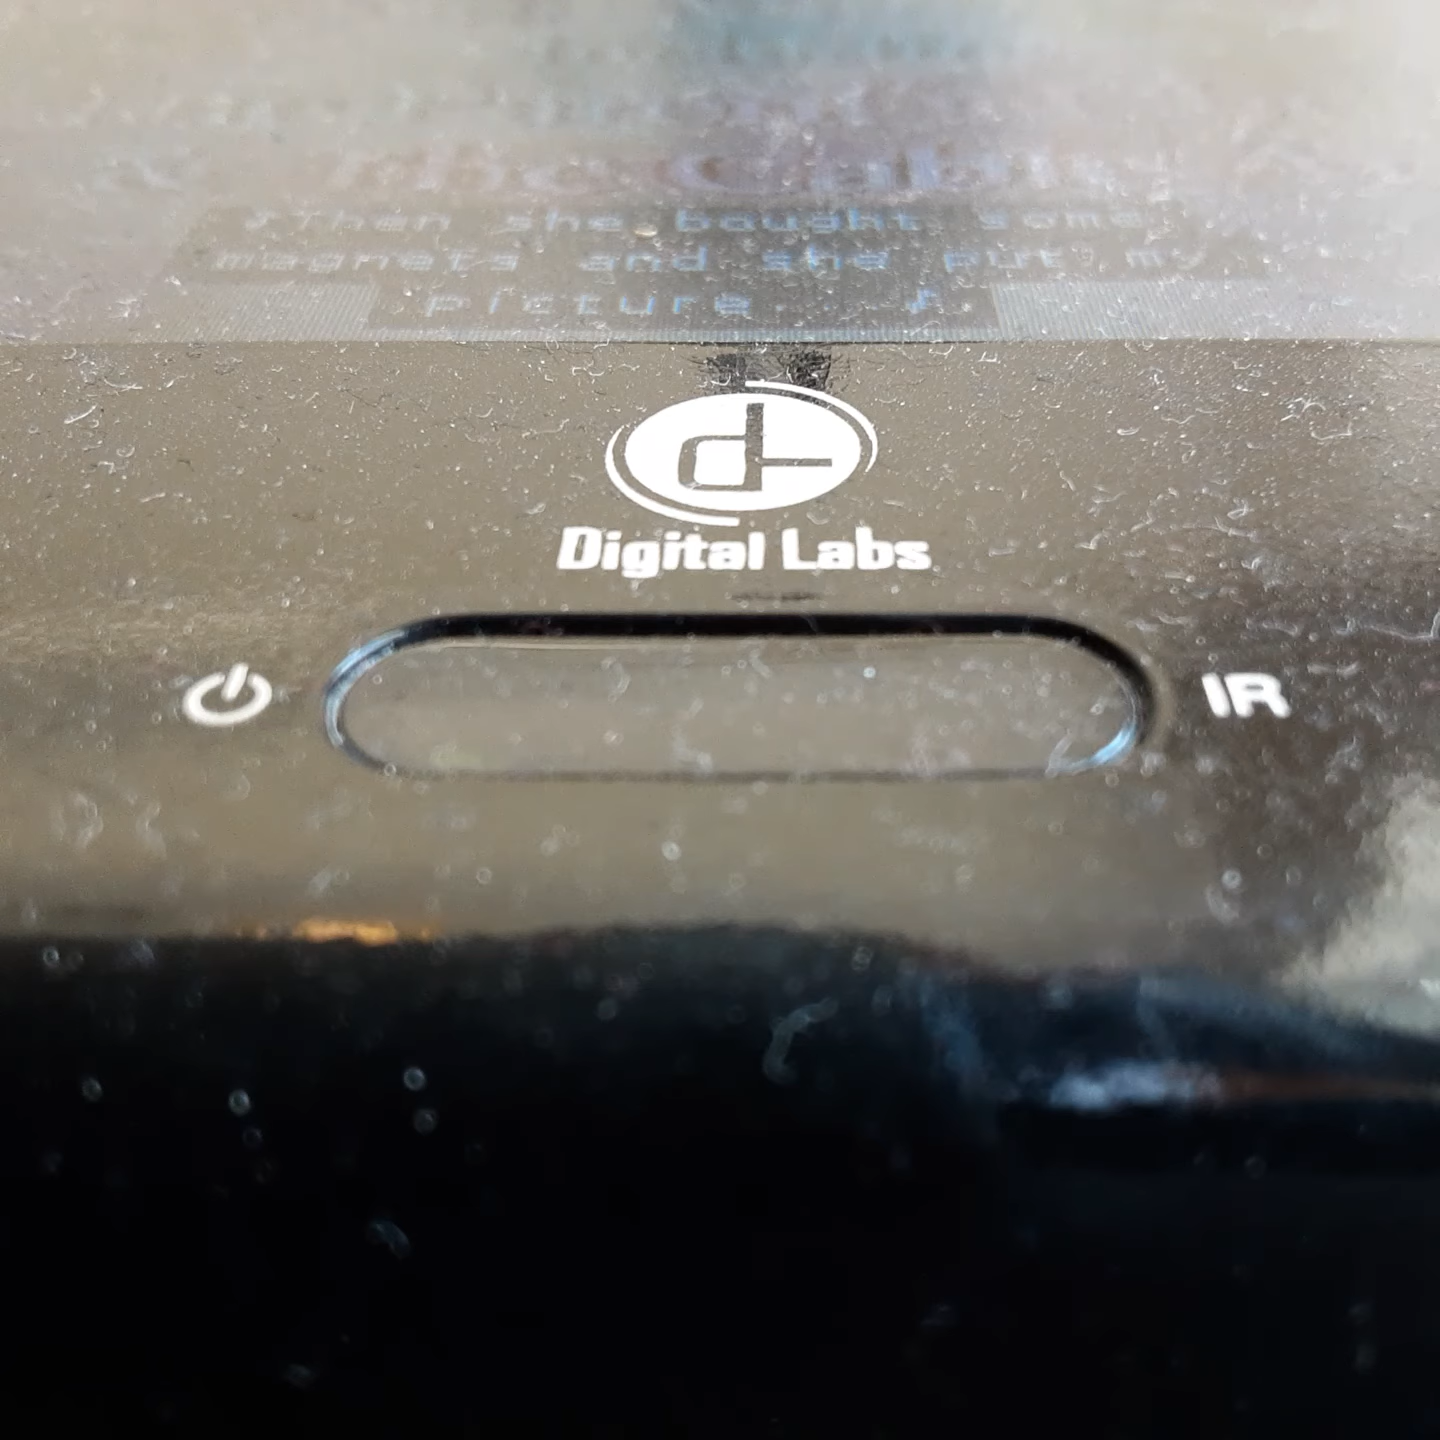 ♪Then she bought some
magnets and she put my
picture. ♪.
Digital Labs
IR